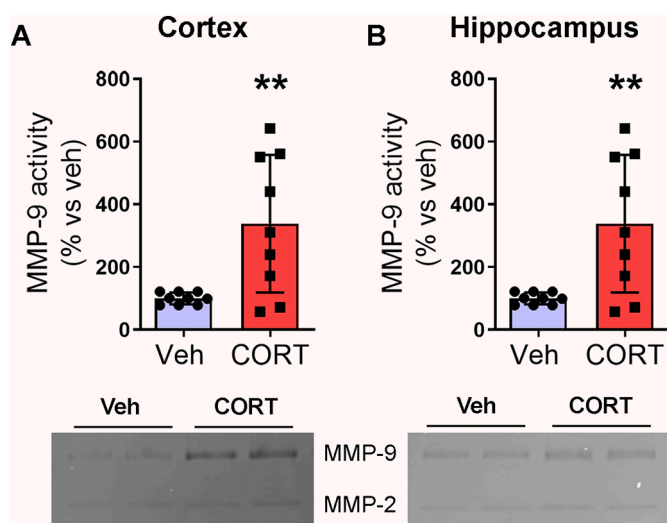 A
Cortex
MMP-9 activity
(% vs veh)
800
600
400
200
0
**
Veh
CORT
B
Hippocampus
MMP-9 activity
(% vs veh)
800
600
400
200
0
**
Veh
CORT
Veh
CORT
Veh
CORT
MMP-9
MMP-2